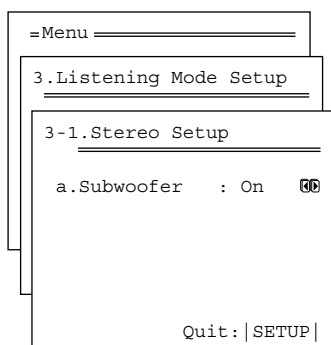 Menu
3.Listening Mode Setup
3-1.Stereo Setup
a.Subwoofer : On
Quit:|SETUP|